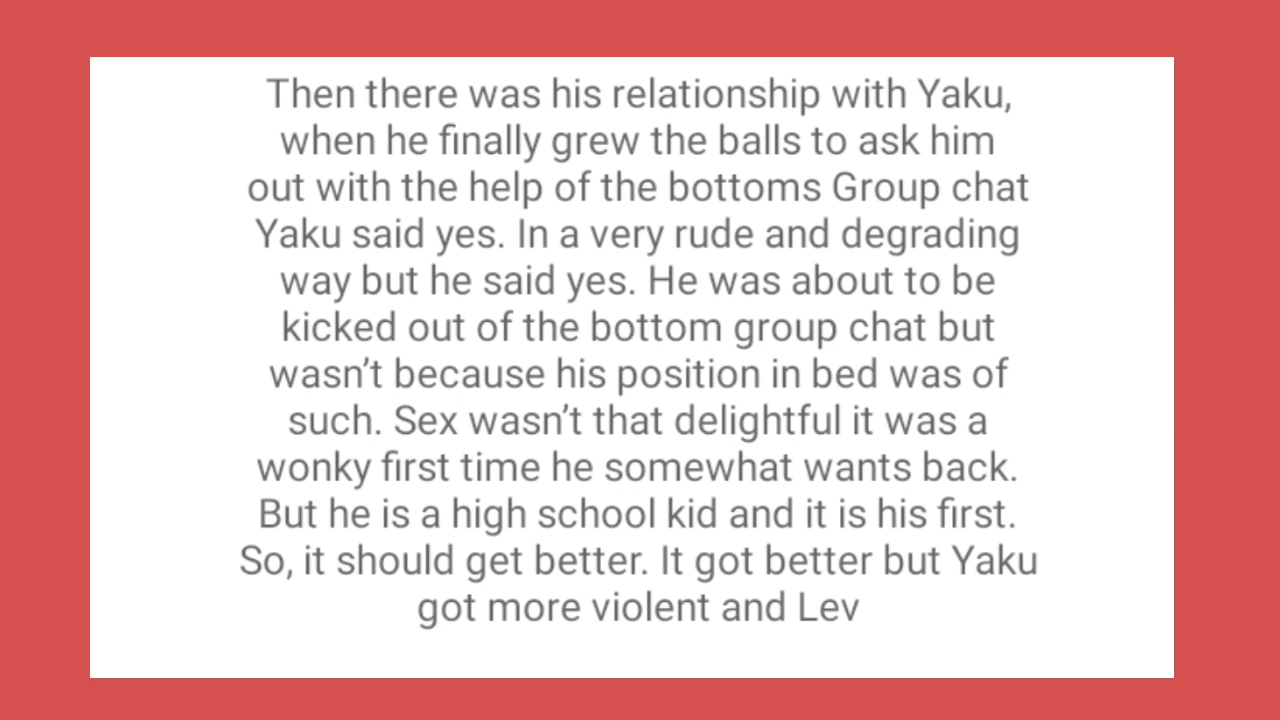 Then there was his relationship with Yaku,
when he finally grew the balls to ask him
out with the help of the bottoms Group chat
Yaku said yes. In a very rude and degrading
way but he said yes. He was about to be
kicked out of the bottom group chat but
wasn’t because his position in bed was of
such. Sex wasn’t that delightful it was a
wonky first time he somewhat wants back.
But he is a high school kid and it is his first.
So, it should get better. It got better but Yaku
got more violent and Lev